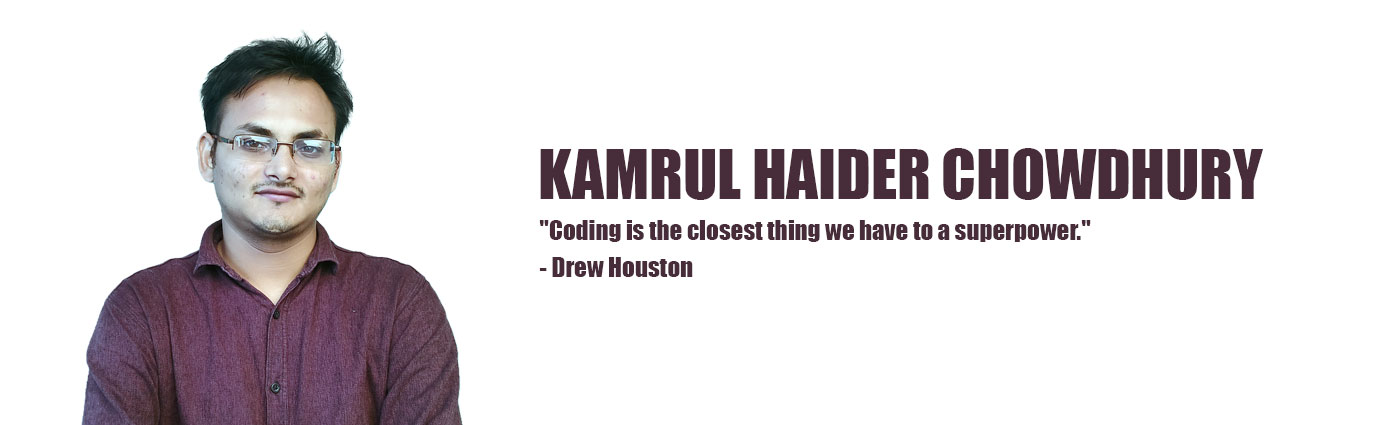 KAMRUL HAIDER CHOWDHURY
"Coding is the closest thing we have to a superpower."
- Drew Houston